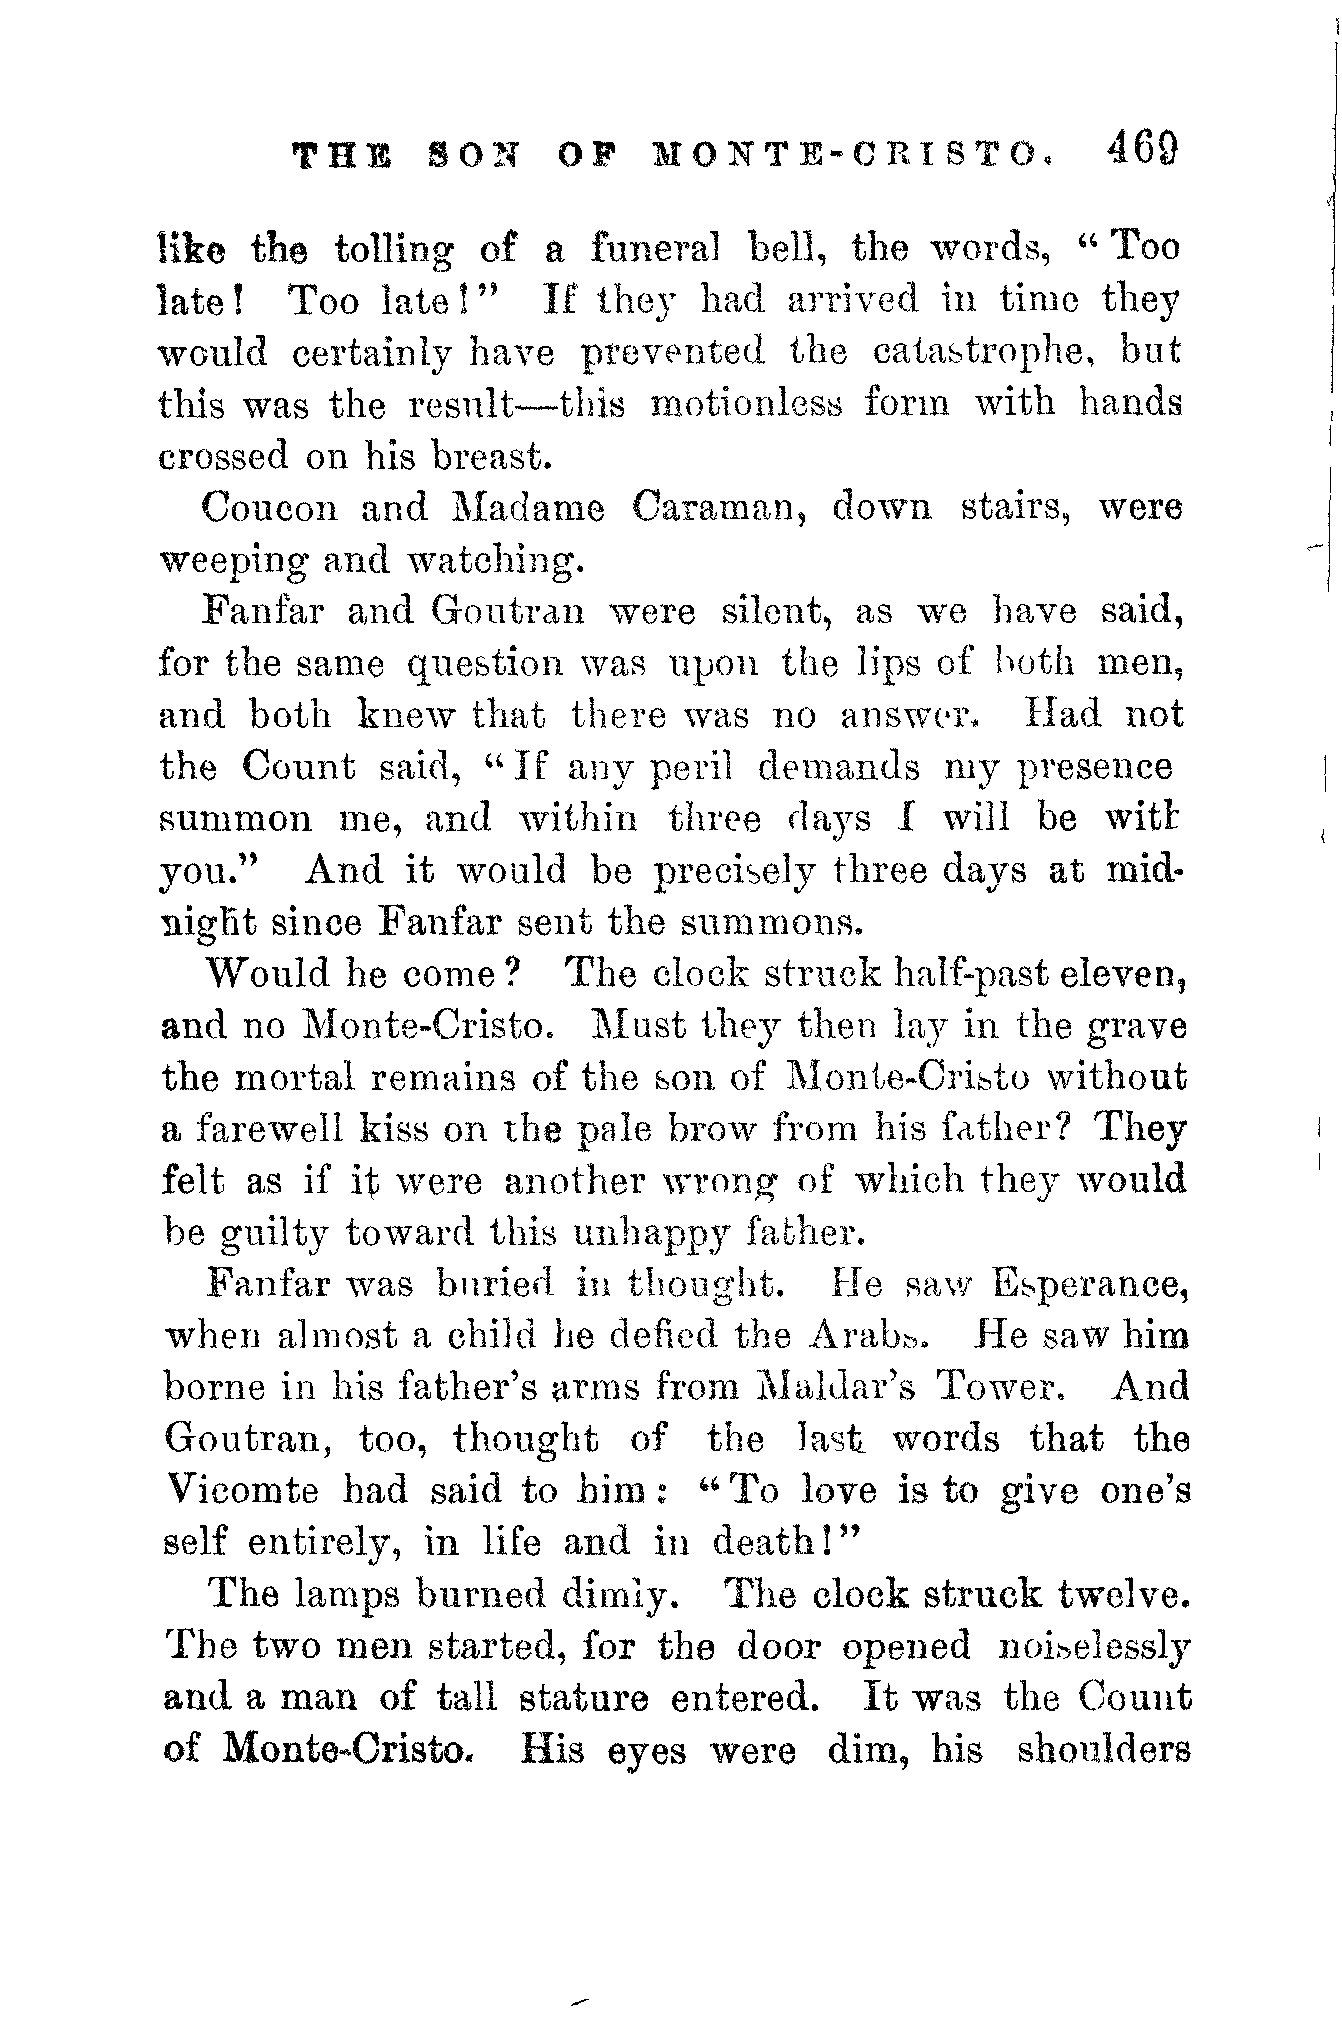 THE SON OF MONTE-CRISTO. 469
like the tolling of a funeral bell, the words, “ Too
late! Too late!” If they had arrived in time they
would certainly have prevented the catastrophe, but
this was the result—this motionless form with hands
crossed on his breast.
Coucon and Madame Caraman, down stairs, were
weeping and watching.
Fanfar and Goutran were silent, as we have said,
for the same question was upon the lips of both men,
and both knew that there was no answer. Had not
the Count said, “ If any peril demands my presence
summon me, and within three days I will be with
you.” And it would be precisely three days at mid-
night since Fanfar sent the summons.
Would he come? The clock struck half-past eleven,
and no Monte-Cristo. Must they then lay in the grave
the mortal remains of the son of Monte-Cristo without
a farewell kiss on the pale brow from his father? They
felt as if it were another wrong of which they would
be guilty toward this unhappy father.
Fanfar was buried in thought. He saw Esperance,
when almost a child he defied the Arabs. He saw him
borne in his father’s arms from Maldar’s Tower. And
Goutran, too, thought of the last words that the
Vicomte had said to him: “ To love is to give one’s
self entirely, in life and in death!”
The lamps burned dimly. The clock struck twelve.
The two men started, for the door opened noiselessly
and a man of tall stature entered. It was the Count
of Monte-Cristo. His eyes were dim, his shoulders